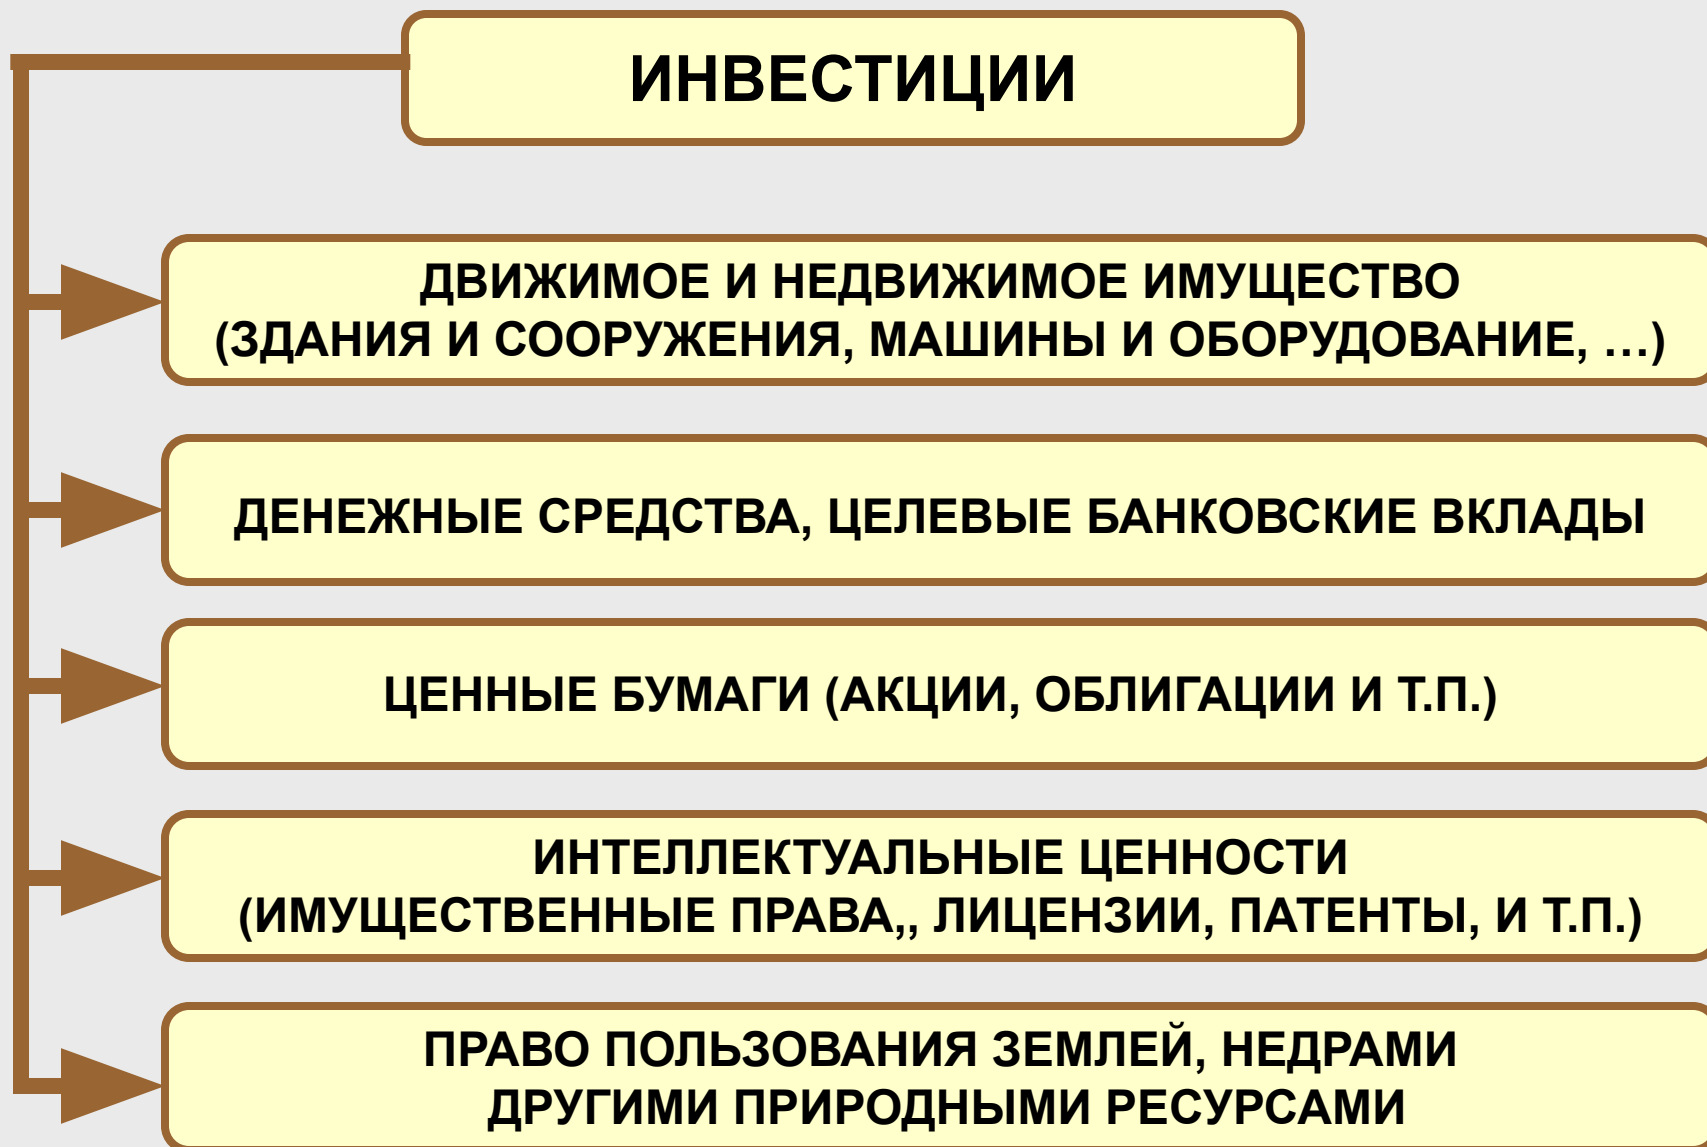 ИНВЕСТИЦИИ
ДВИЖИМОЕ И НЕДВИЖИМОЕ ИМУЩЕСТВО
(ЗДАНИЯ И СООРУЖЕНИЯ, МАШИНЫ И ОБОРУДОВАНИЕ, …)
ДЕНЕЖНЫЕ СРЕДСТВА, ЦЕЛЕВЫЕ БАНКОВСКИЕ ВКЛАДЫ
ЦЕННЫЕ БУМАГИ (АКЦИИ, ОБЛИГАЦИИ И Т.П.)
ИНТЕЛЛЕКТУАЛЬНЫЕ ЦЕННОСТИ
(ИМУЩЕСТВЕННЫЕ ПРАВА,, ЛИЦЕНЗИИ, ПАТЕНТЫ, И Т.П.)
ПРАВО ПОЛЬЗОВАНИЯ ЗЕМЛЕЙ, НЕДРАМИ
ДРУГИМИ ПРИРОДНЫМИ РЕСУРСАМИ